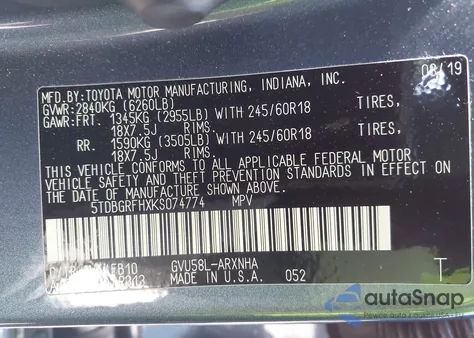 MFD.BY:TOYOTA MOTOR MANUFACTURING, INDIANA, INC. 08/19
GVWR:2840KG (6260LB)
GAWR:FRT. 1345KG (2955LB) WITH 245/60R18 TIRES,
18X7.5J RIMS.
RR. 1590KG (3505LB) WITH 245/60R18 TIRES,
18X7.5J RIMS.
THIS VEHICLE CONFORMS TO ALL APPLICABLE FEDERAL MOTOR
VEHICLE SAFETY AND THEFT PREVENTION STANDARDS IN EFFECT ON
THE DATE OF MANUFACTURE SHOWN ABOVE.
5TDBGRFHXKS074774 MPV
GVU58L-ARXNHA
MADE IN U.S.A. 052 T
autoSnap
www.autosnap.com